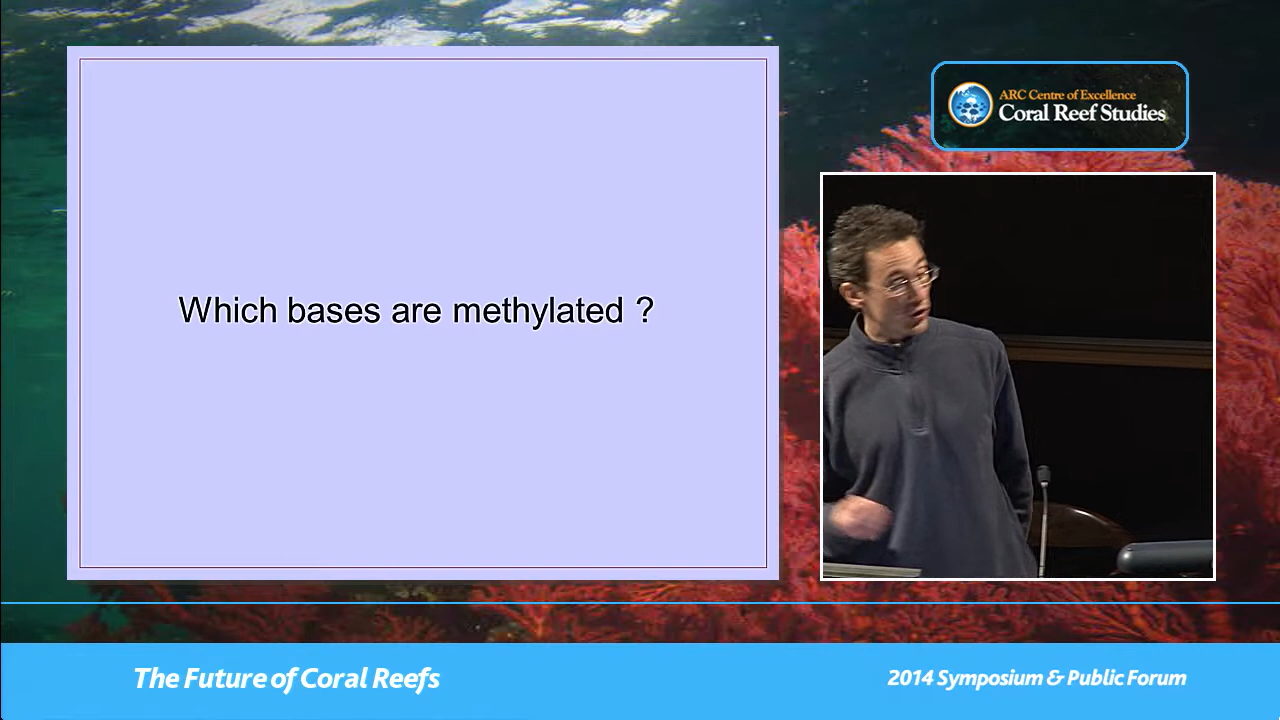 ARC Centre of Excellence
Coral Reef Studies
Which bases are methylated ?
The Future of Coral Reefs
2014 Symposium & Public Forum